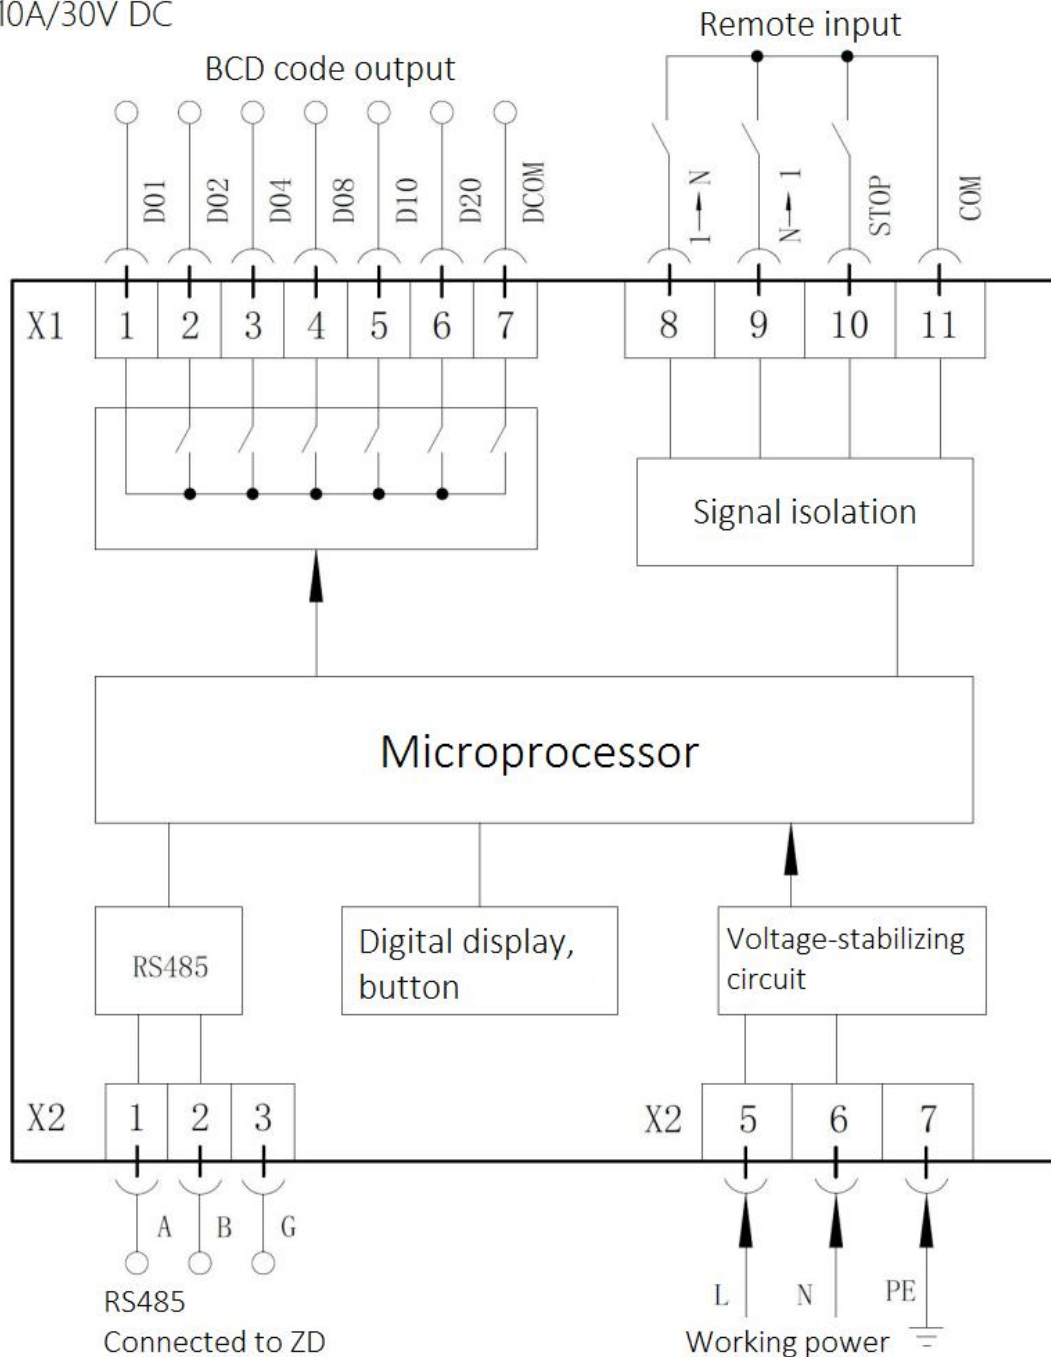 10A/30V DC
Remote input
BCD code output
D01 D02 D04 D08 D10 D20 DCOM
1→N N→1 STOP COM
X1 1 2 3 4 5 6 7 8 9 10 11
Signal isolation
Microprocessor
RS485
Digital display,
button
Voltage-stabilizing
circuit
X2 1 2 3
X2 5 6 7
A B G
L N PE
RS485
Connected to ZD
Working power